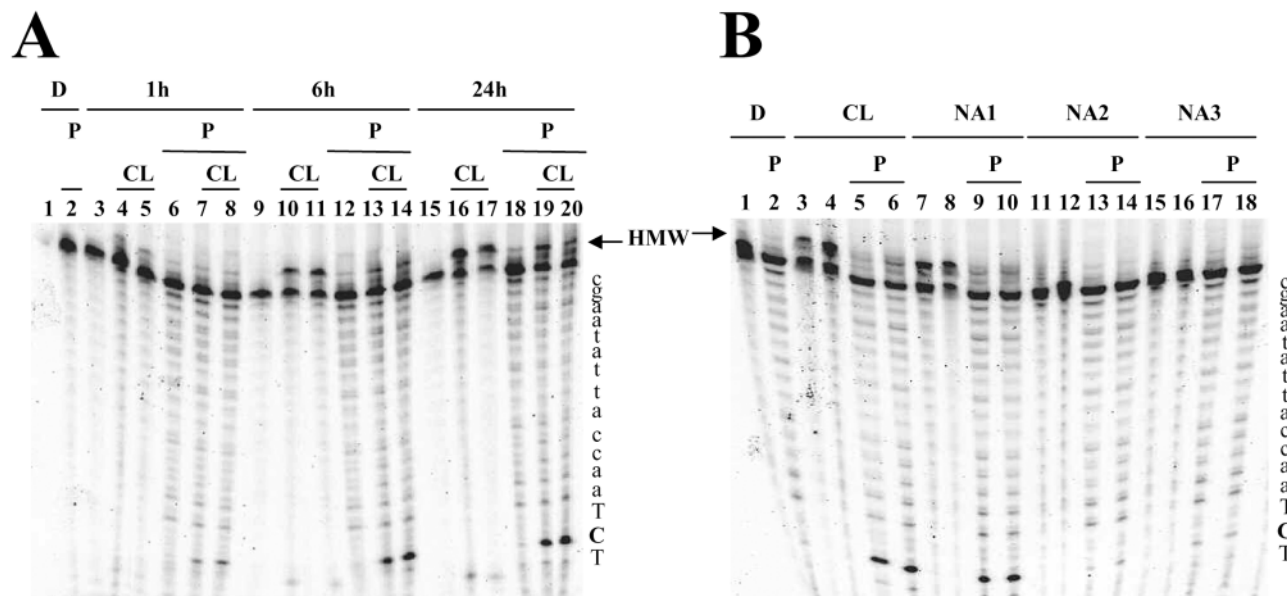 A B
D 1h 6h 24h
P P P P
CL CL CL CL CL CL
1 2 3 4 5 6 7 8 9 10 11 12 13 14 15 16 17 18 19 20
D CL NA1 NA2 NA3
P P P P P
1 2 3 4 5 6 7 8 9 10 11 12 13 14 15 16 17 18
HMW
c
g
a
a
t
a
t
t
a
c
c
a
a
T
C
T
c
g
a
a
t
a
t
t
a
c
c
a
a
T
C
T